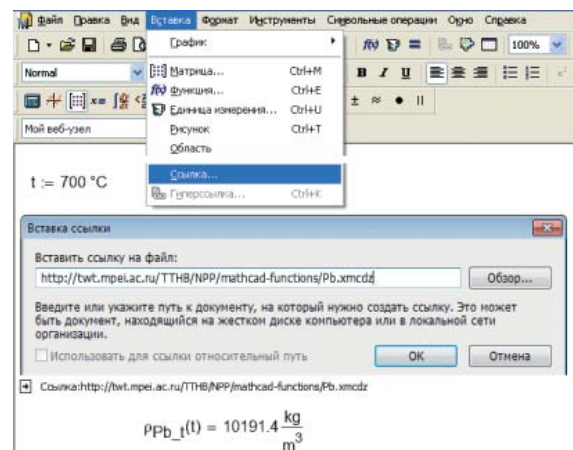 Файл Правка Вид Вставка Формат Инструменты Символьные операции Окно Справка
График
100%
Normal
Матрица... Ctrl+M
B I U
f(x) Функция... Ctrl+E
Единица измерения... Ctrl+U
Рисунок Ctrl+T
Мой веб-узел
Область
Ссылка...
Гиперссылка... Ctrl+K
t := 700 °C
Вставка ссылки
Вставить ссылку на файл:
http://twt.mpei.ac.ru/TTHB/NPP/mathcad-functions/Pb.xmcdz Обзор...
Введите или укажите путь к документу, на который нужно создать ссылку. Это может
быть документ, находящийся на жестком диске компьютера или в локальной сети
организации.
Использовать для ссылки относительный путь OK Отмена
Ссылка:http://twt.mpei.ac.ru/TTHB/NPP/mathcad-functions/Pb.xmcdz
ρPb_t(t) = 10191.4 kg/m³